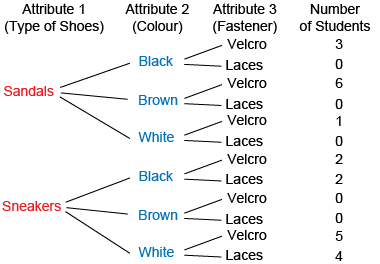 Attribute 1 Attribute 2 Attribute 3 Number
(Type of Shoes) (Colour) (Fastener) of Students
Velcro 3
Black
Laces 0
Velcro 6
Sandals
Brown
Laces 0
Velcro 1
White
Laces 0
Velcro 2
Black
Laces 2
Velcro 0
Sneakers
Brown
Laces 0
Velcro 5
White
Laces 4